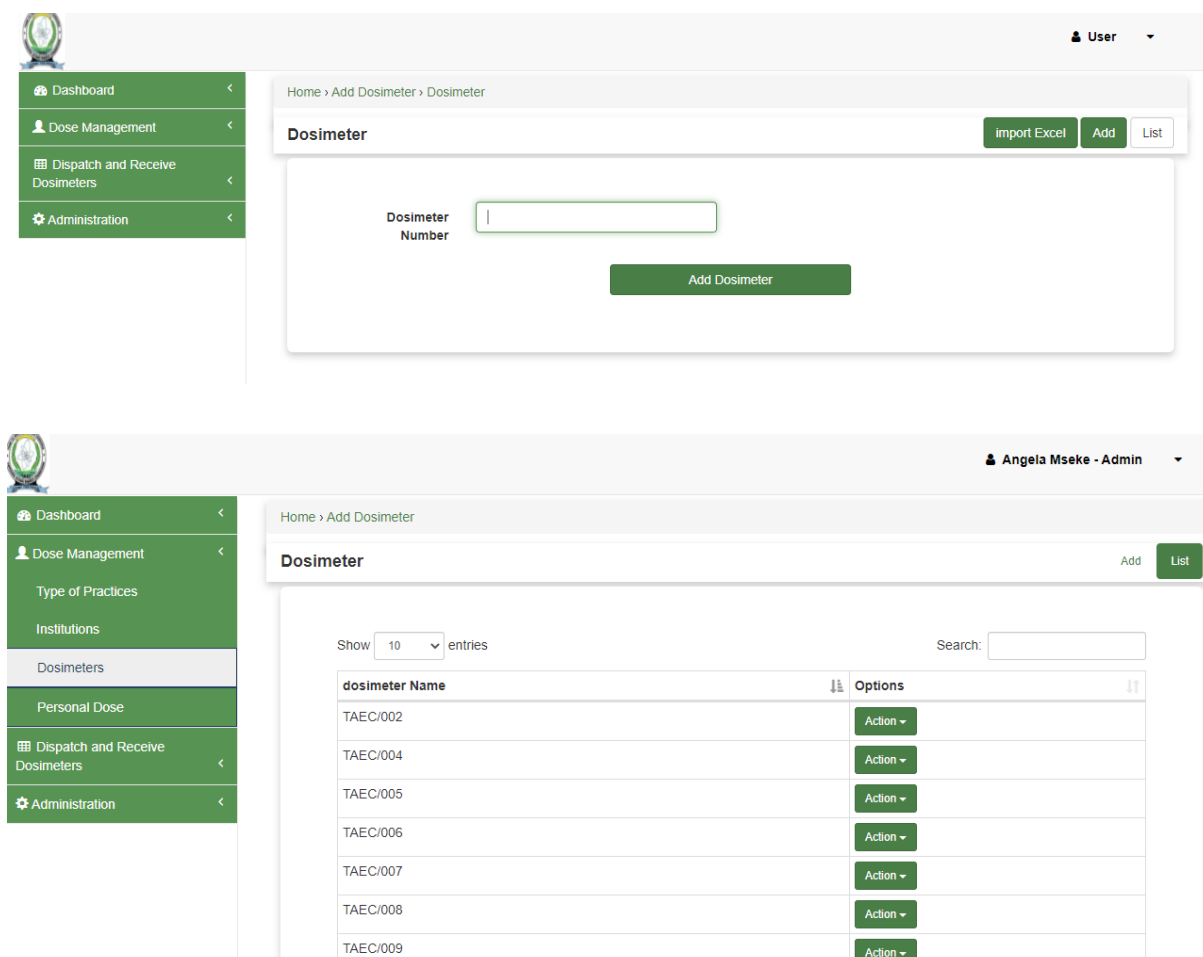 User
Dashboard
Home › Add Dosimeter › Dosimeter
Dose Management
Dosimeter
import Excel Add List
Dispatch and Receive
Dosimeters
Administration
Dosimeter
Number
Add Dosimeter
Angela Mseke - Admin
Dashboard
Home › Add Dosimeter
Dose Management
Dosimeter
Add List
Type of Practices
Institutions
Dosimeters
Personal Dose
Dispatch and Receive
Dosimeters
Administration
Show 10 entries
Search:
dosimeter Name Options
TAEC/002 Action
TAEC/004 Action
TAEC/005 Action
TAEC/006 Action
TAEC/007 Action
TAEC/008 Action
TAEC/009 Action